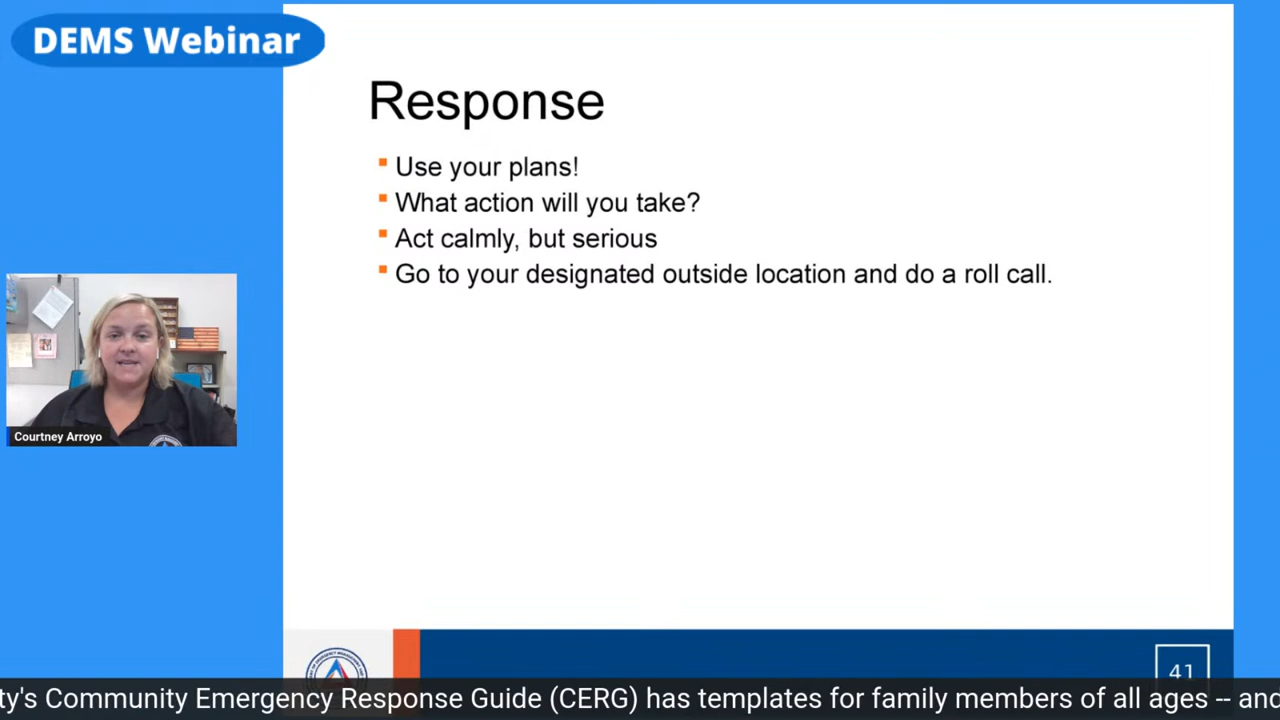 DEMS Webinar
Response
Use your plans!
What action will you take?
Act calmly, but serious
Go to your designated outside location and do a roll call.
Courtney Arroyo
41
ty's Community Emergency Response Guide (CERG) has templates for family members of all ages -- and